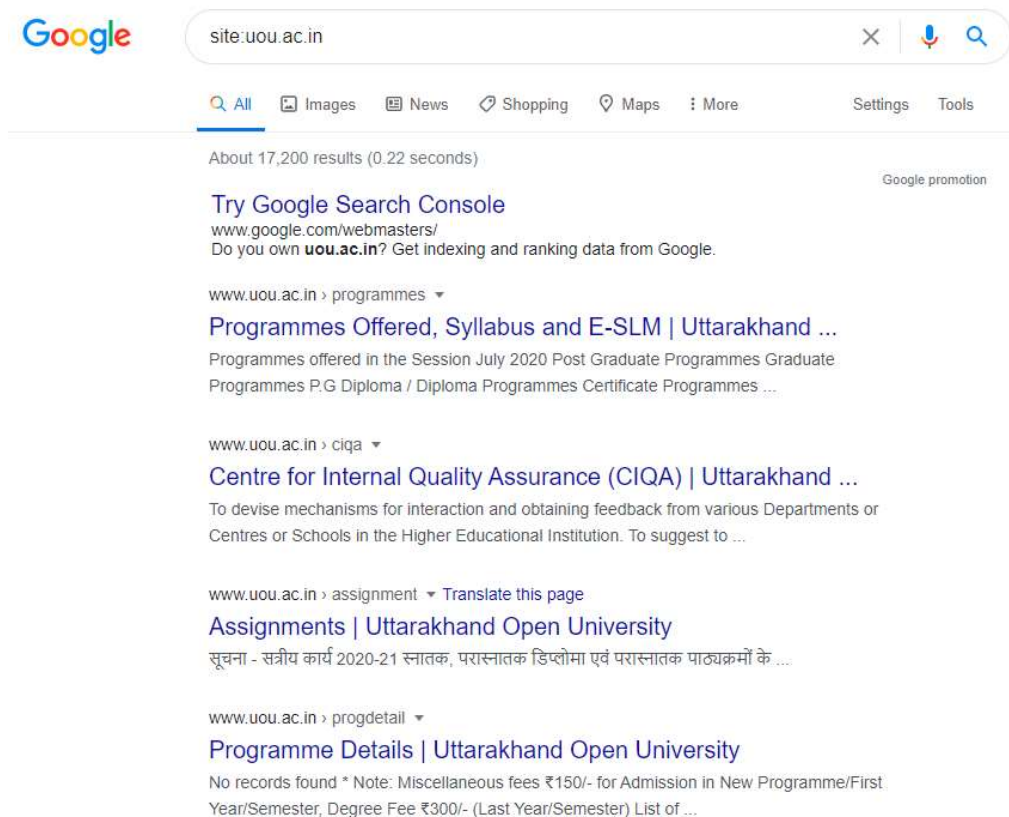 Google
site:uou.ac.in
All Images News Shopping Maps More Settings Tools
About 17,200 results (0.22 seconds)
Google promotion
Try Google Search Console
www.google.com/webmasters/
Do you own uou.ac.in? Get indexing and ranking data from Google.
www.uou.ac.in › programmes
Programmes Offered, Syllabus and E-SLM | Uttarakhand ...
Programmes offered in the Session July 2020 Post Graduate Programmes Graduate
Programmes P.G Diploma / Diploma Programmes Certificate Programmes ...
www.uou.ac.in › ciqa
Centre for Internal Quality Assurance (CIQA) | Uttarakhand ...
To devise mechanisms for interaction and obtaining feedback from various Departments or
Centres or Schools in the Higher Educational Institution. To suggest to ...
www.uou.ac.in › assignment Translate this page
Assignments | Uttarakhand Open University
सूचना - सत्रीय कार्य 2020-21 स्नातक, परास्नातक डिप्लोमा एवं परास्नातक पाठ्यक्रमों के ...
www.uou.ac.in › progdetail
Programme Details | Uttarakhand Open University
No records found * Note: Miscellaneous fees ₹150/- for Admission in New Programme/First
Year/Semester, Degree Fee ₹300/- (Last Year/Semester) List of ...